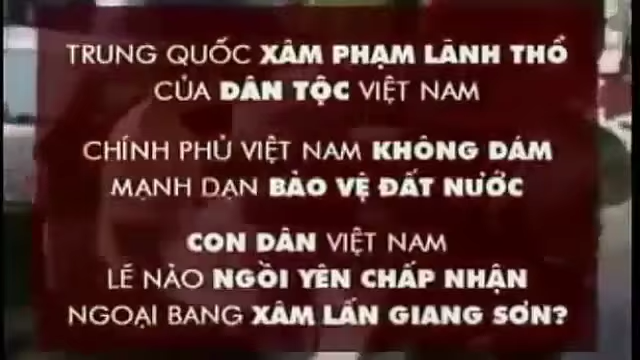 TRUNG QUỐC XÂM PHẠM LÃNH THỔ
CỦA DÂN TỘC VIỆT NAM
CHÍNH PHỦ VIỆT NAM KHÔNG DÁM
MẠNH DẠN BẢO VỆ ĐẤT NƯỚC
CON DÂN VIỆT NAM
LẼ NÀO NGỒI YÊN CHẤP NHẬN
NGOẠI BANG XÂM LẤN GIANG SƠN?